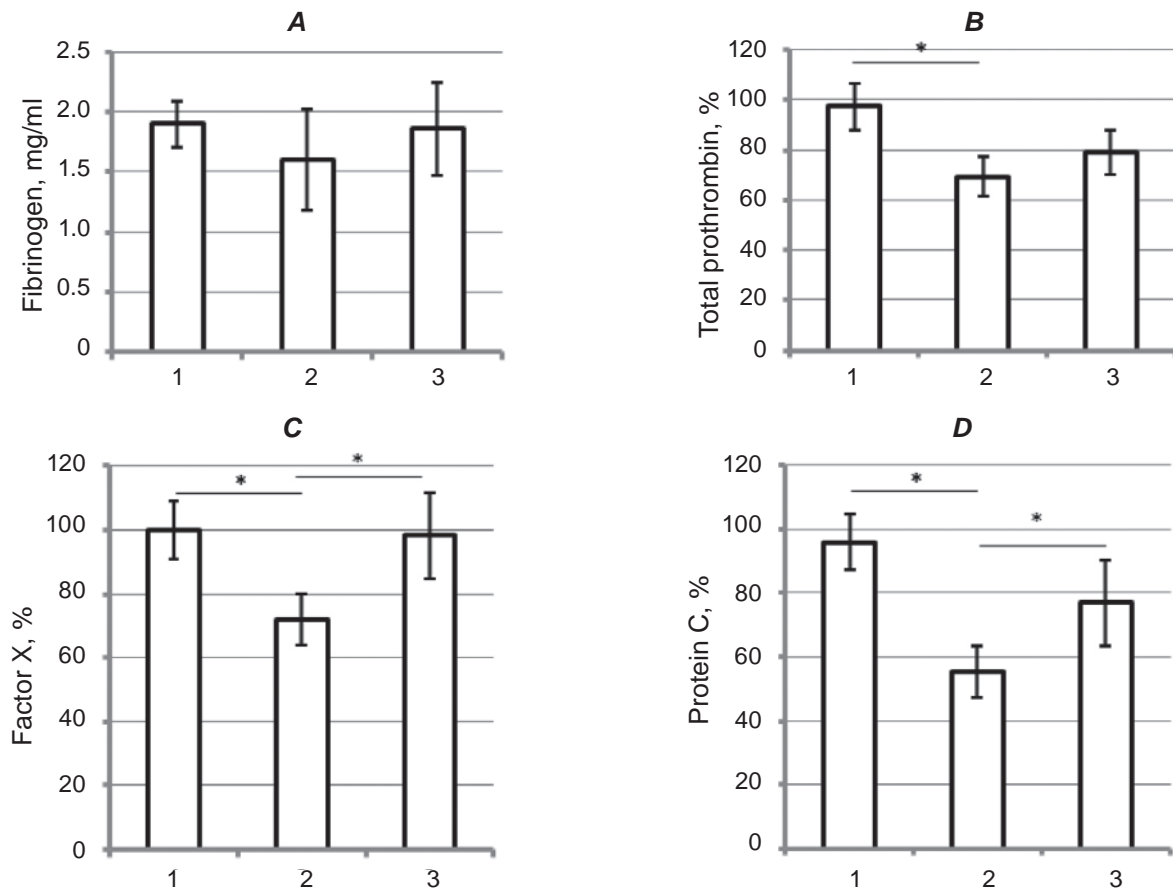 A
Fibrinogen, mg/ml
2.5
2.0
1.5
1.0
0.5
0
1 2 3
B
Total prothrombin, %
120
100
80
60
40
20
0
*
1 2 3
C
Factor X, %
120
100
80
60
40
20
0
* *
1 2 3
D
Protein C, %
120
100
80
60
40
20
0
* *
1 2 3